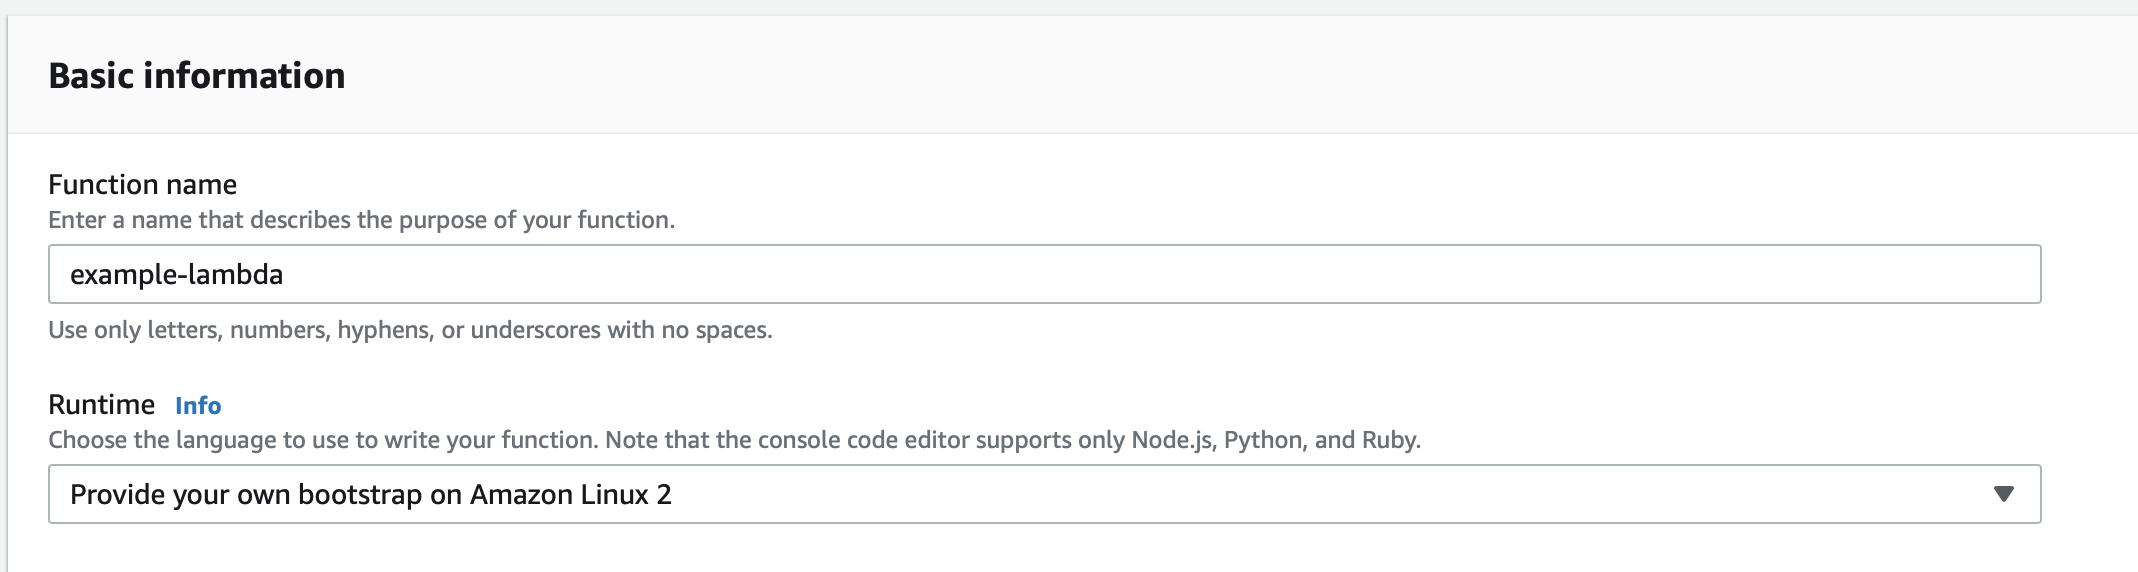 Basic information
Function name
Enter a name that describes the purpose of your function.
example-lambda
Use only letters, numbers, hyphens, or underscores with no spaces.
Runtime Info
Choose the language to use to write your function. Note that the console code editor supports only Node.js, Python, and Ruby.
Provide your own bootstrap on Amazon Linux 2